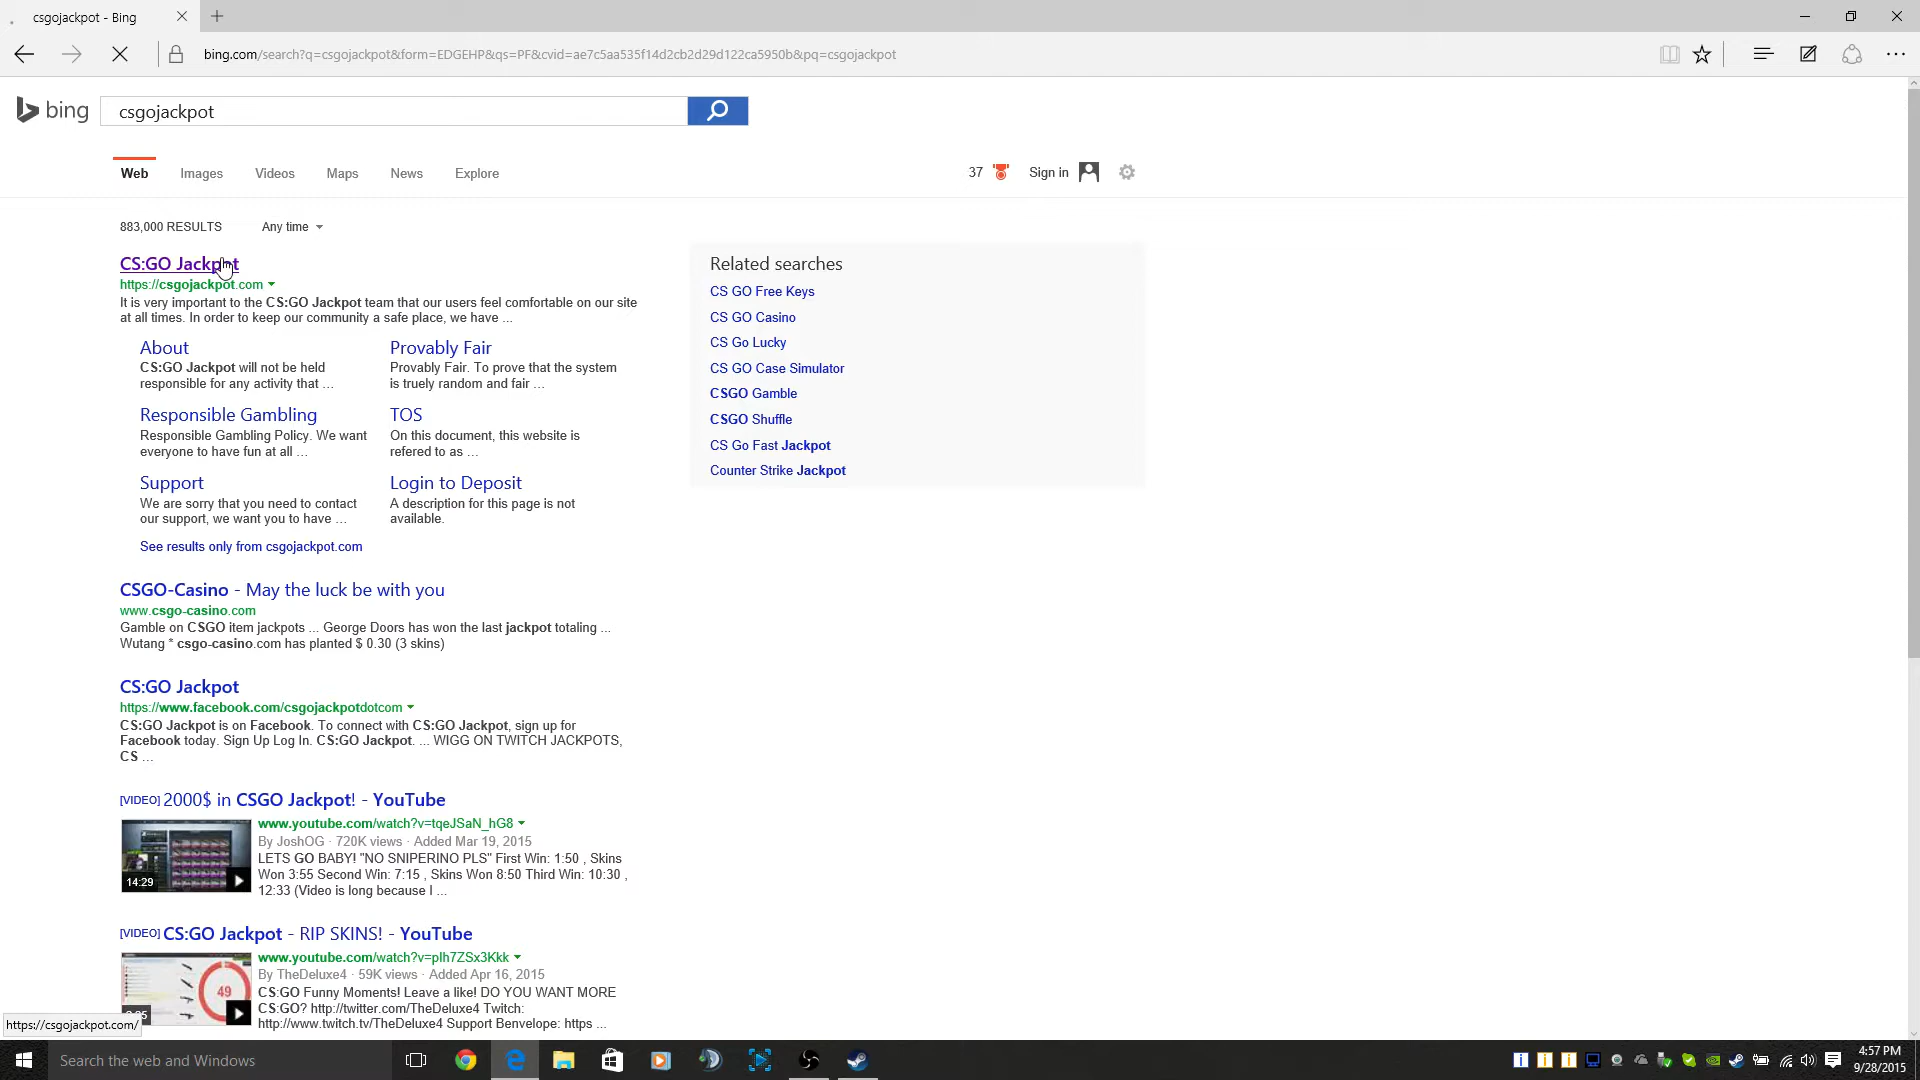 csgojackpot - Bing
bing.com/search?q=csgojackpot&form=EDGEHP&qs=PF&cvid=ae7c5aa535f14d2cb2d29d122ca5950b&pq=csgojackpot
bing csgojackpot
Web Images Videos Maps News Explore
37 Sign in
883,000 RESULTS Any time
CS:GO Jackpot
https://csgojackpot.com
It is very important to the CS:GO Jackpot team that our users feel comfortable on our site
at all times. In order to keep our community a safe place, we have ...
About
CS:GO Jackpot will not be held
responsible for any activity that ...
Provably Fair
Provably Fair. To prove that the system
is truely random and fair ...
Responsible Gambling
Responsible Gambling Policy. We want
everyone to have fun at all ...
TOS
On this document, this website is
refered to as ...
Support
We are sorry that you need to contact
our support, we want you to have ...
Login to Deposit
A description for this page is not
available.
See results only from csgojackpot.com
CSGO-Casino - May the luck be with you
www.csgo-casino.com
Gamble on CSGO item jackpots ... George Doors has won the last jackpot totaling ...
Wutang * csgo-casino.com has planted $ 0.30 (3 skins)
CS:GO Jackpot
https://www.facebook.com/csgojackpotdotcom
CS:GO Jackpot is on Facebook. To connect with CS:GO Jackpot, sign up for
Facebook today. Sign Up Log In. CS:GO Jackpot. ... WIGG ON TWITCH JACKPOTS,
CS ...
[VIDEO] 2000$ in CSGO Jackpot! - YouTube
14:29
www.youtube.com/watch?v=tqeJSaN_hG8
By JoshOG · 720K views · Added Mar 19, 2015
LETS GO BABY! "NO SNIPERINO PLS" First Win: 1:50 , Skins
Won 3:55 Second Win: 7:15 , Skins Won 8:50 Third Win: 10:30 ,
12:33 (Video is long because I ...
[VIDEO] CS:GO Jackpot - RIP SKINS! - YouTube
49
www.youtube.com/watch?v=plh7ZSx3Kkk
By TheDeluxe4 · 59K views · Added Apr 16, 2015
CS:GO Funny Moments! Leave a like! DO YOU WANT MORE
CS:GO? http://twitter.com/TheDeluxe4 Twitch:
http://www.twitch.tv/TheDeluxe4 Support Benvelope: https ...
Related searches
CS GO Free Keys
CS GO Casino
CS Go Lucky
CS GO Case Simulator
CSGO Gamble
CSGO Shuffle
CS Go Fast Jackpot
Counter Strike Jackpot
https://csgojackpot.com/
Search the web and Windows
4:57 PM
9/28/2015